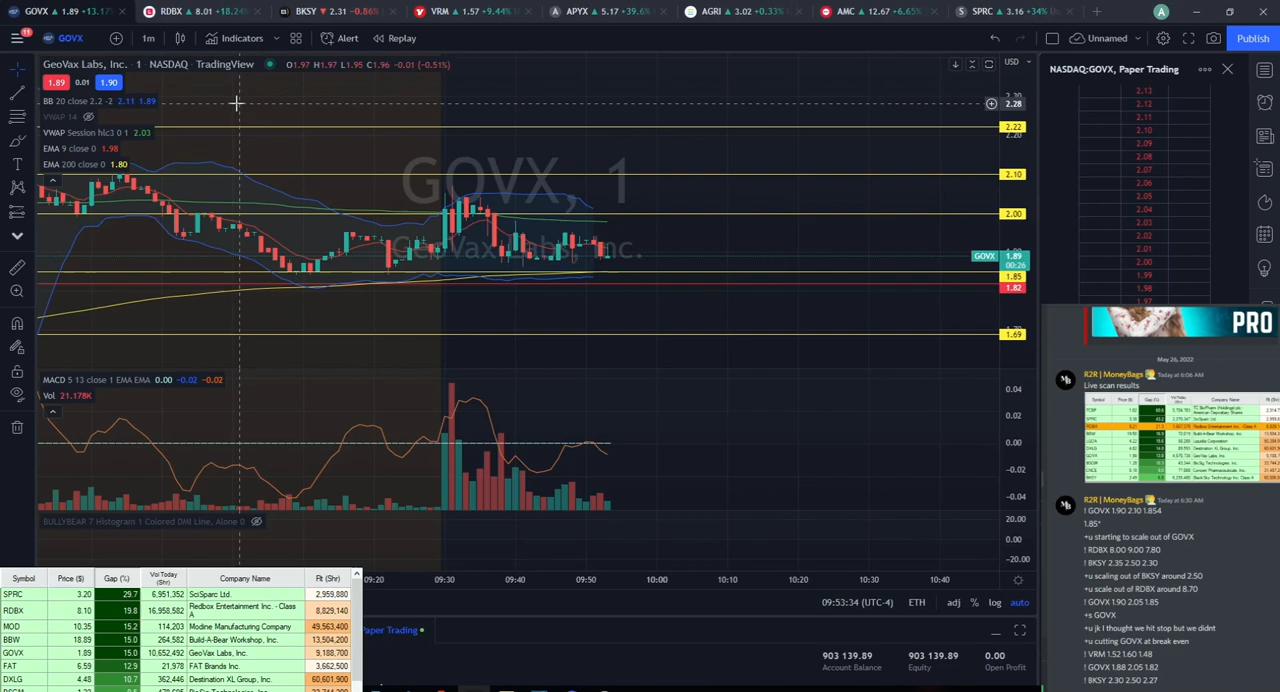 GOVX ▲ 1.89 +13.17%
RDBX ▲ 8.01 +18.24%
BKSY ▼ 2.31 −0.86%
VRM ▲ 1.57 +9.44%
APYX ▲ 5.17 +39.6%
AGRI ▲ 3.02 +0.33%
AMC ▲ 12.67 +6.65%
SPRC ▲ 3.16 +34%
A
11
GOVX
1m
Indicators
Alert
Replay
Unnamed
Publish
GeoVax Labs, Inc. · 1 · NASDAQ · TradingView
O1.97 H1.97 L1.95 C1.96 −0.01 (−0.51%)
USD
NASDAQ:GOVX, Paper Trading
1.89 0.01 1.90
BB 20 close 2.2 -2 2.11 1.89
VWAP 14
VWAP Session hlc3 0 1 2.03
EMA 9 close 0 1.98
EMA 200 close 0 1.80
GOVX, 1
GeoVax Labs, Inc.
2.28
2.22
2.20
2.10
2.00
GOVX 1.89
00:26
1.85
1.82
1.69
2.13
2.12
2.11
2.10
2.09
2.08
2.07
2.06
2.05
2.04
2.03
2.02
2.01
2.00
1.99
1.98
1.97
MACD 5 13 close 1 EMA EMA 0.00 −0.02 −0.02
Vol 21.178K
0.04
0.02
0.00
−0.02
−0.04
BULLYBEAR 7 Histogram 1 Colored DMI Line, Alone 0
20.00
0.00
−20.00
09:20
09:30
09:40
09:50
10:00
10:10
10:20
10:30
10:40
09:53:34 (UTC-4)
ETH
adj
%
log
auto
Paper Trading
903 139.89
Account Balance
903 139.89
Equity
0.00
Open Profit
Symbol Price ($) Gap (%) Vol Today (Shr) Company Name Flt (Shr)
SPRC 3.20 29.7 6,951,352 SciSparc Ltd. 2,959,880
RDBX 8.10 19.8 16,958,582 Redbox Entertainment Inc. - Class A 8,829,140
MOD 10.35 15.2 114,203 Modine Manufacturing Company 49,563,400
BBW 18.89 15.0 264,582 Build-A-Bear Workshop, Inc. 13,504,200
GOVX 1.89 15.0 10,652,492 GeoVax Labs, Inc. 9,188,700
FAT 6.59 12.9 21,978 FAT Brands Inc. 3,662,500
DXLG 4.48 10.7 362,446 Destination XL Group, Inc. 60,601,900
PRO
May 26, 2022
R2R | MoneyBags Today at 6:06 AM
Live scan results
R2R | MoneyBags Today at 6:30 AM
! GOVX 1.90 2.10 1.854
1.85*
+u starting to scale out of GOVX
! RDBX 8.00 9.00 7.80
! BKSY 2.35 2.50 2.30
+u scaling out of BKSY around 2.50
+u scale out of RDBX around 8.70
! GOVX 1.90 2.05 1.85
+s GOVX
+u jk I thought we hit stop but we didnt
+u cutting GOVX at break even
! VRM 1.52 1.60 1.48
! GOVX 1.88 2.05 1.82
! BKSY 2.30 2.50 2.27